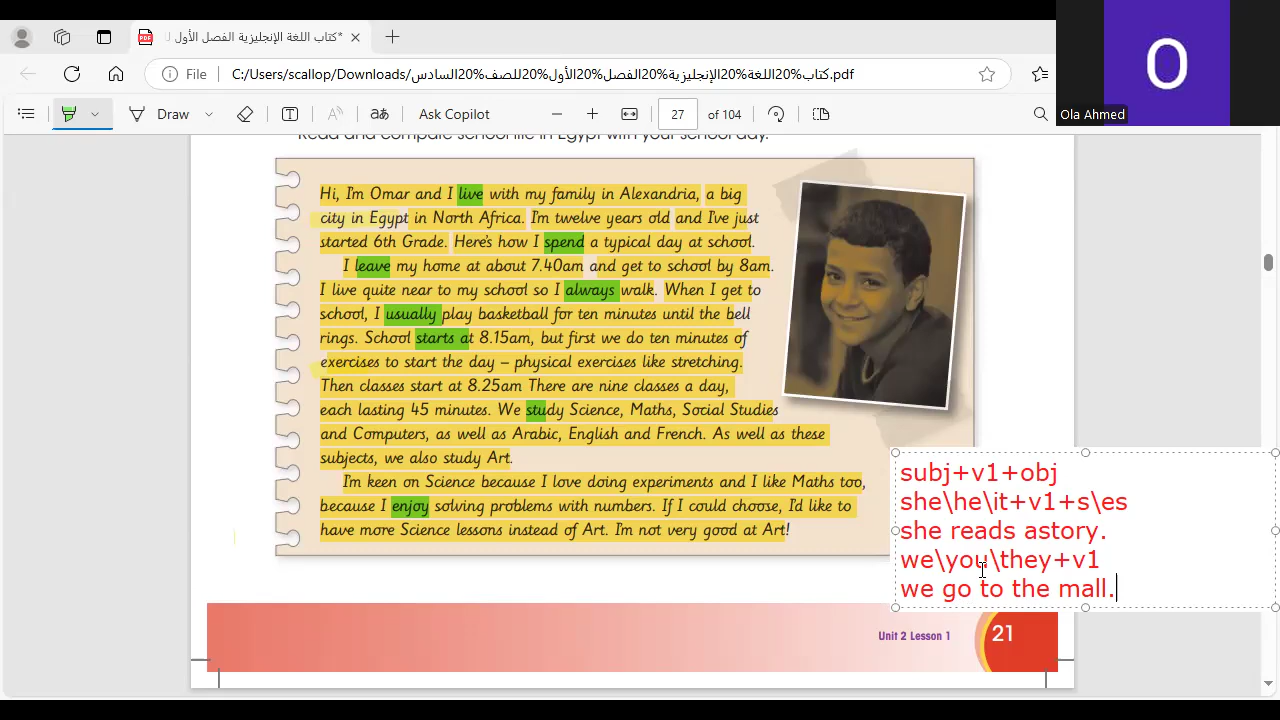 *كتاب اللغة الإنجليزية الفصل الأول ل
File
C:/Users/scallop/Downloads/كتاب%20اللغة%20الإنجليزية%20الفصل%20الأول%20للصف%20السادس.pdf
Draw
Ask Copilot
27 of 104
Ola Ahmed
O
Read and compare school life in Egypt with your school day.
Hi, I'm Omar and I live with my family in Alexandria, a big
city in Egypt in North Africa. I'm twelve years old and I've just
started 6th Grade. Here's how I spend a typical day at school.
I leave my home at about 7.40am and get to school by 8am.
I live quite near to my school so I always walk. When I get to
school, I usually play basketball for ten minutes until the bell
rings. School starts at 8.15am, but first we do ten minutes of
exercises to start the day – physical exercises like stretching.
Then classes start at 8.25am There are nine classes a day,
each lasting 45 minutes. We study Science, Maths, Social Studies
and Computers, as well as Arabic, English and French. As well as these
subjects, we also study Art.
I'm keen on Science because I love doing experiments and I like Maths too,
because I enjoy solving problems with numbers. If I could choose, I'd like to
have more Science lessons instead of Art. I'm not very good at Art!
subj+v1+obj
she\he\it+v1+s\es
she reads astory.
we\you\they+v1
we go to the mall.
Unit 2 Lesson 1
21